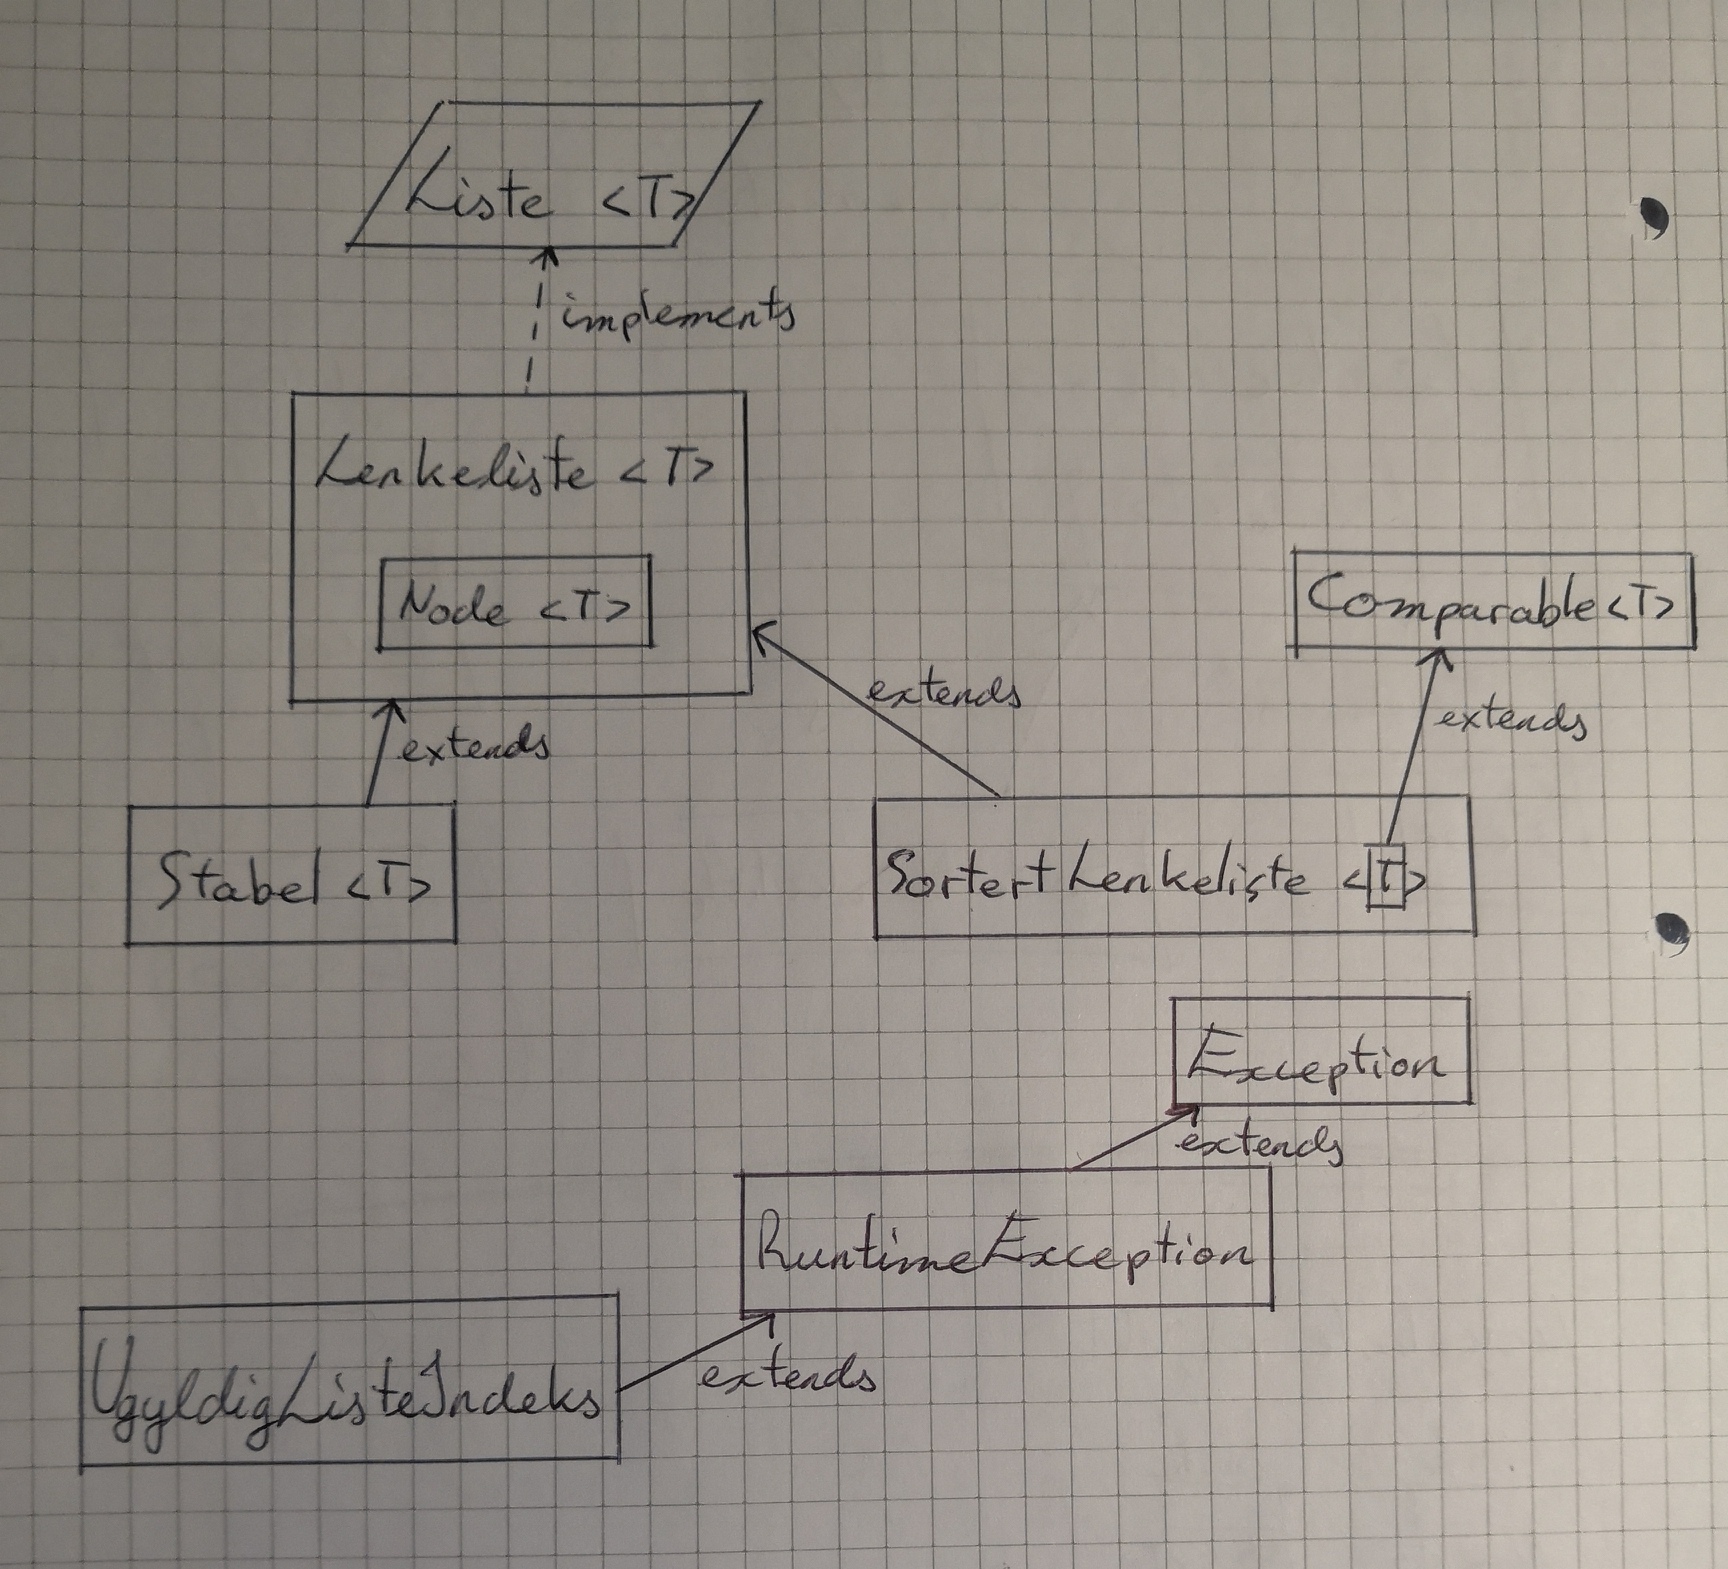 Liste <T>
implements
Lenkeliste <T>
Node <T>
Comparable<T>
extends
extends
extends
Stabel <T>
SortertLenkeliste <T>
Exception
extends
RuntimeException
UgyldigListeIndeks
extends